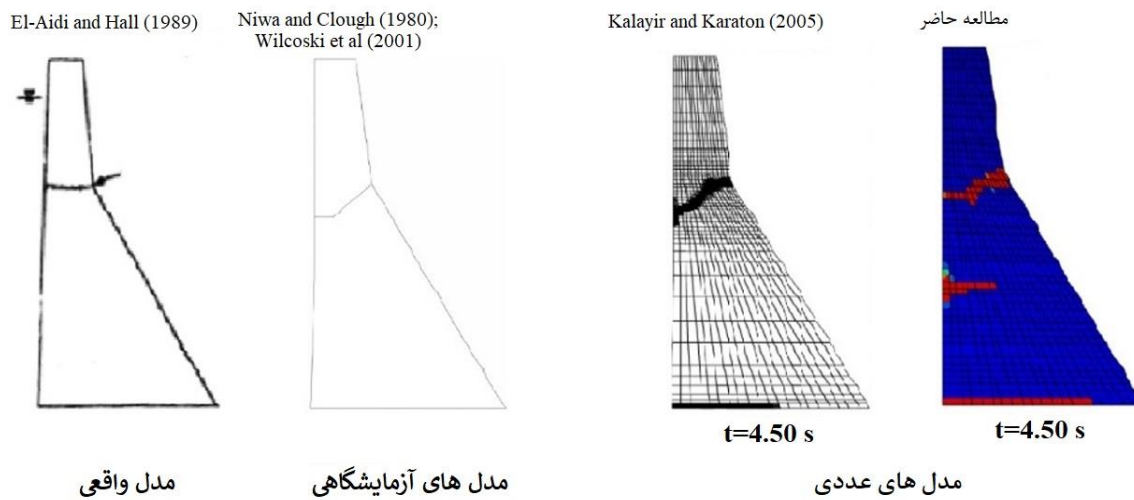 El-Aidi and Hall (1989)
Niwa and Clough (1980);
Wilcoski et al (2001)
Kalayir and Karaton (2005)
مطالعه حاضر
t=4.50 s
t=4.50 s
مدل واقعی
مدل های آزمایشگاهی
مدل های عددی